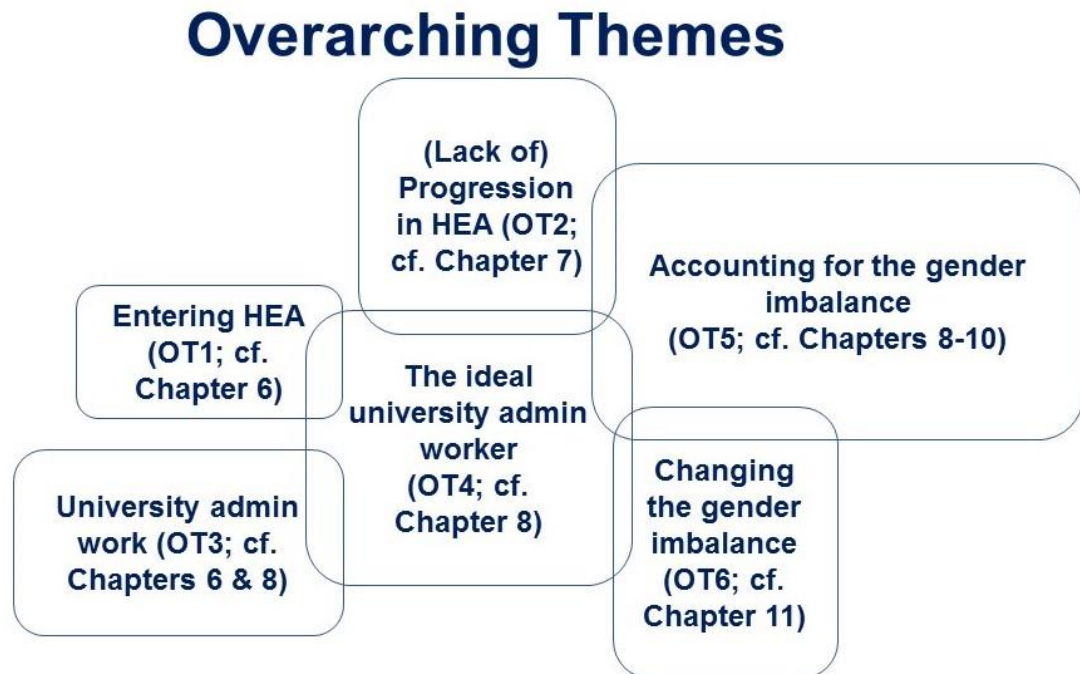 Overarching Themes
(Lack of)
Progression
in HEA (OT2;
cf. Chapter 7)
Accounting for the gender
imbalance
(OT5; cf. Chapters 8-10)
Entering HEA
(OT1; cf.
Chapter 6)
The ideal
university admin
worker
(OT4; cf.
Chapter 8)
University admin
work (OT3; cf.
Chapters 6 & 8)
Changing
the gender
imbalance
(OT6; cf.
Chapter 11)